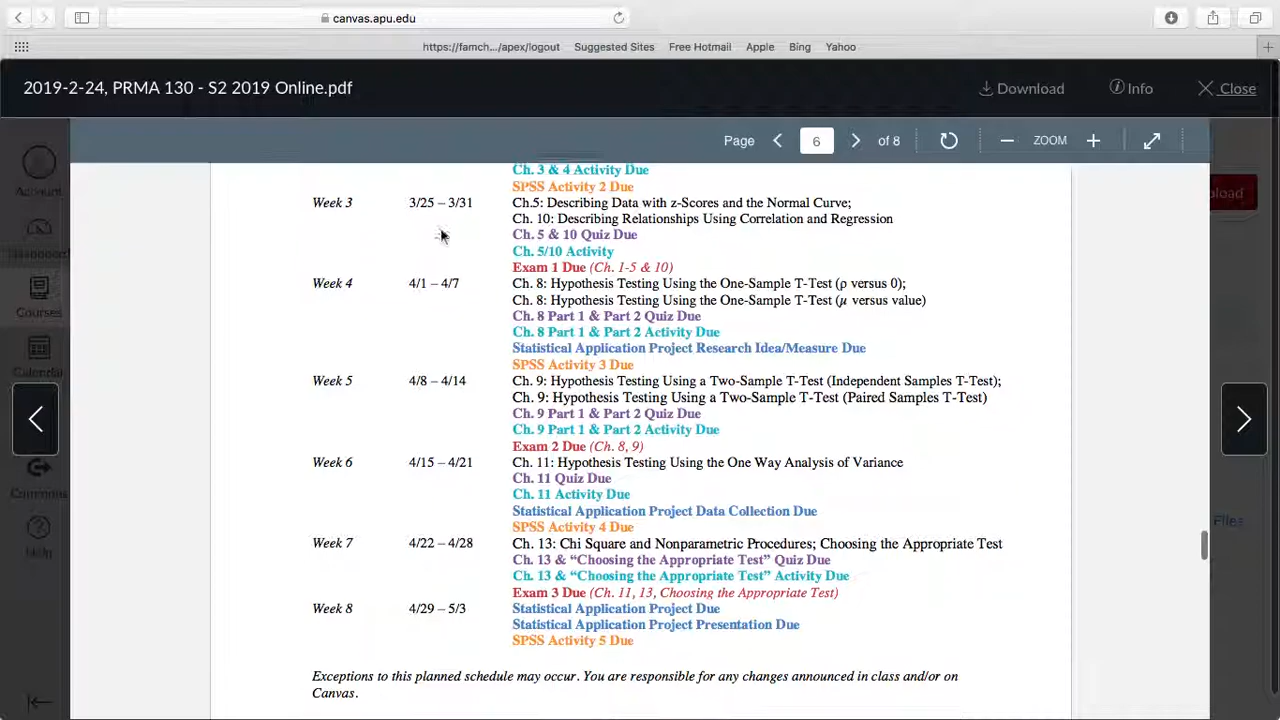 canvas.apu.edu
https://famch.../apex/logout Suggested Sites Free Hotmail Apple Bing Yahoo
2019-2-24, PRMA 130 - S2 2019 Online.pdf
Download Info Close
Page 6 of 8 ZOOM
Account
Dashboard
Courses
Calendar
Commons
Help
Files
Ch. 3 & 4 Activity Due
SPSS Activity 2 Due
Week 3 3/25 – 3/31 Ch.5: Describing Data with z-Scores and the Normal Curve;
Ch. 10: Describing Relationships Using Correlation and Regression
Ch. 5 & 10 Quiz Due
Ch. 5/10 Activity
Exam 1 Due (Ch. 1-5 & 10)
Week 4 4/1 – 4/7 Ch. 8: Hypothesis Testing Using the One-Sample T-Test (ρ versus 0);
Ch. 8: Hypothesis Testing Using the One-Sample T-Test (μ versus value)
Ch. 8 Part 1 & Part 2 Quiz Due
Ch. 8 Part 1 & Part 2 Activity Due
Statistical Application Project Research Idea/Measure Due
SPSS Activity 3 Due
Week 5 4/8 – 4/14 Ch. 9: Hypothesis Testing Using a Two-Sample T-Test (Independent Samples T-Test);
Ch. 9: Hypothesis Testing Using a Two-Sample T-Test (Paired Samples T-Test)
Ch. 9 Part 1 & Part 2 Quiz Due
Ch. 9 Part 1 & Part 2 Activity Due
Exam 2 Due (Ch. 8, 9)
Week 6 4/15 – 4/21 Ch. 11: Hypothesis Testing Using the One Way Analysis of Variance
Ch. 11 Quiz Due
Ch. 11 Activity Due
Statistical Application Project Data Collection Due
SPSS Activity 4 Due
Week 7 4/22 – 4/28 Ch. 13: Chi Square and Nonparametric Procedures; Choosing the Appropriate Test
Ch. 13 & “Choosing the Appropriate Test” Quiz Due
Ch. 13 & “Choosing the Appropriate Test” Activity Due
Exam 3 Due (Ch. 11, 13, Choosing the Appropriate Test)
Week 8 4/29 – 5/3 Statistical Application Project Due
Statistical Application Project Presentation Due
SPSS Activity 5 Due
Exceptions to this planned schedule may occur. You are responsible for any changes announced in class and/or on
Canvas.